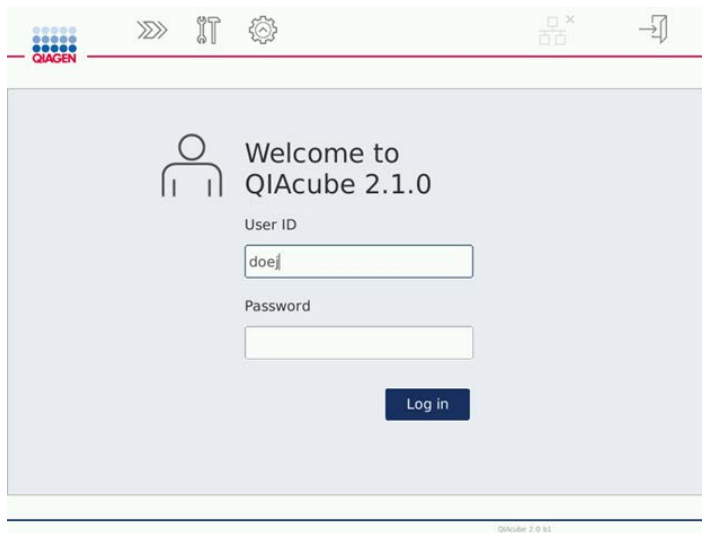 QIAGEN
Welcome to
QIAcube 2.1.0
User ID
doej
Password
Log in
QIAcube 2.0 b1